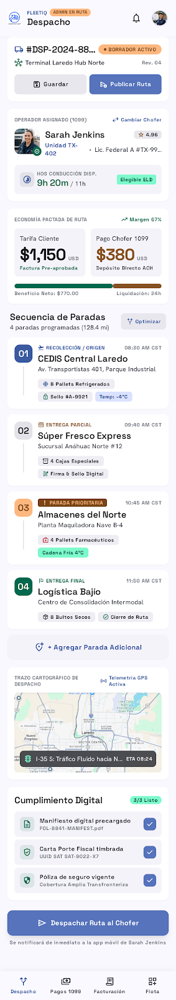 FLEETIQ ADMIN EN RUTA
Despacho
#DSP-2024-88... BORRADOR ACTIVO
Terminal Laredo Hub Norte Rev. 04
Guardar Publicar Ruta
OPERADOR ASIGNADO (1099) Cambiar Chofer
Sarah Jenkins 4.96
Unidad TX-402 • Lic. Federal A #TX-99...
HOS CONDUCCIÓN DISP.
9h 20m / 11h Elegible ELD
ECONOMÍA PACTADA DE RUTA Margen 67%
Tarifa Cliente Pago Chofer 1099
$1,150 USD $380 USD
Factura Pre-aprobada Depósito Directo ACH
Beneficio Neto: $770.00 Liquidación: 24h
Secuencia de Paradas
4 paradas programadas (128.4 mi) Optimizar
01 RECOLECCIÓN / ORIGEN 08:30 AM CST
CEDIS Central Laredo
Av. Transportistas 401, Parque Industrial
8 Pallets Refrigerados
Sello #A-9921 Temp: -4°C
02 ENTREGA PARCIAL 09:40 AM CST
Súper Fresco Express
Sucursal Anáhuac Norte #12
4 Cajas Especiales
Firma & Sello Digital
03 ! PARADA PRIORITARIA 10:45 AM CST
Almacenes del Norte
Planta Maquiladora Nave B-4
4 Pallets Farmacéuticos
Cadena Fría 4°C
04 ENTREGA FINAL 11:50 AM CST
Logística Bajío
Centro de Consolidación Intermodal
8 Bultos Secos Cierre de Ruta
+ Agregar Parada Adicional
TRAZO CARTOGRÁFICO DE DESPACHO
Telemetría GPS Activa
Laredo
Nuevo Progreso
SECTOR CENTRO
I-35 S: Tráfico Fluido hacia N... ETA 08:24
Cumplimiento Digital 3/3 Listo
Manifiesto digital precargado
FOL-8841-MANIFEST.pdf
Carta Porte Fiscal timbrada
UUID SAT SAT-9022-X7
Póliza de seguro vigente
Cobertura Amplia Transfronteriza
Despachar Ruta al Chofer
Se notificará de inmediato a la app móvil de Sarah Jenkins
Despacho Pagos 1099 Facturación Flota